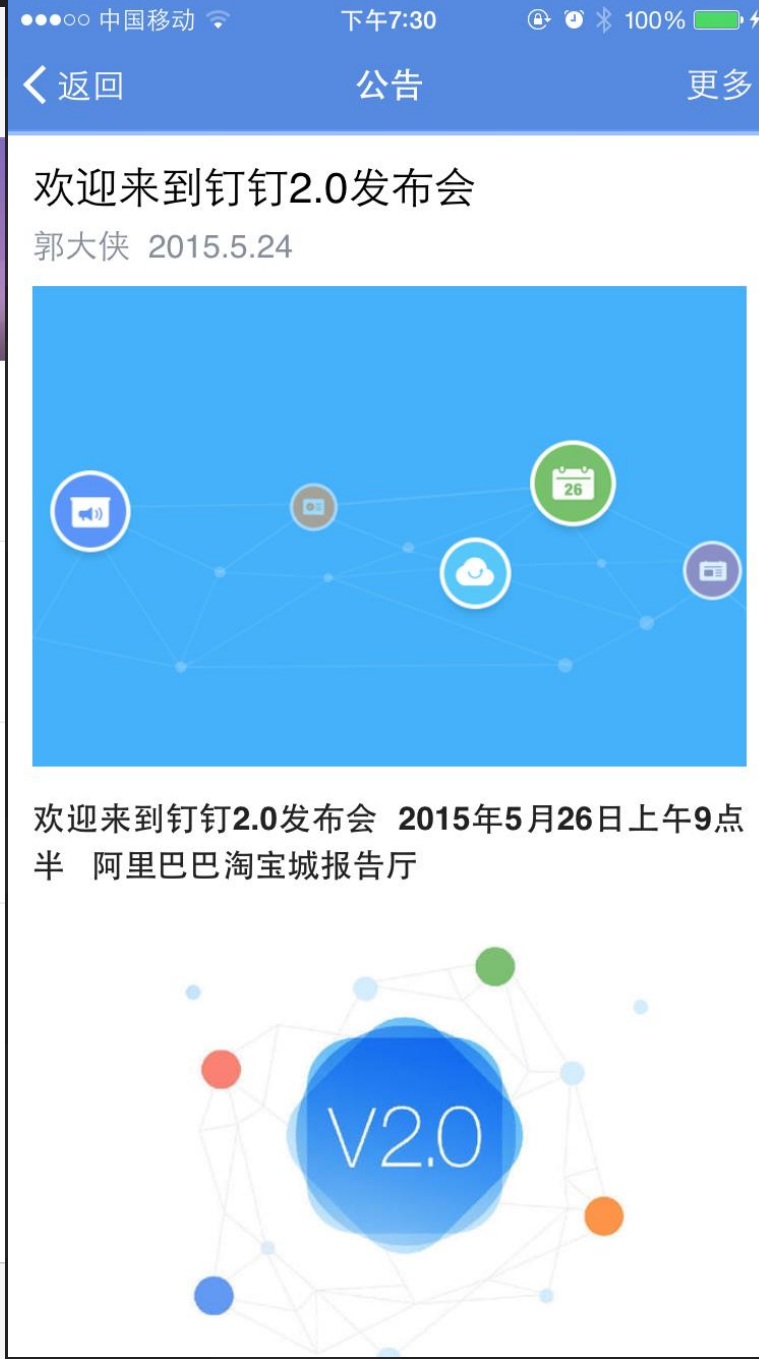 中国移动 下午7:30 100%
返回 公告 更多
欢迎来到钉钉2.0发布会
郭大侠 2015.5.24
26
欢迎来到钉钉2.0发布会 2015年5月26日上午9点
半 阿里巴巴淘宝城报告厅
V2.0